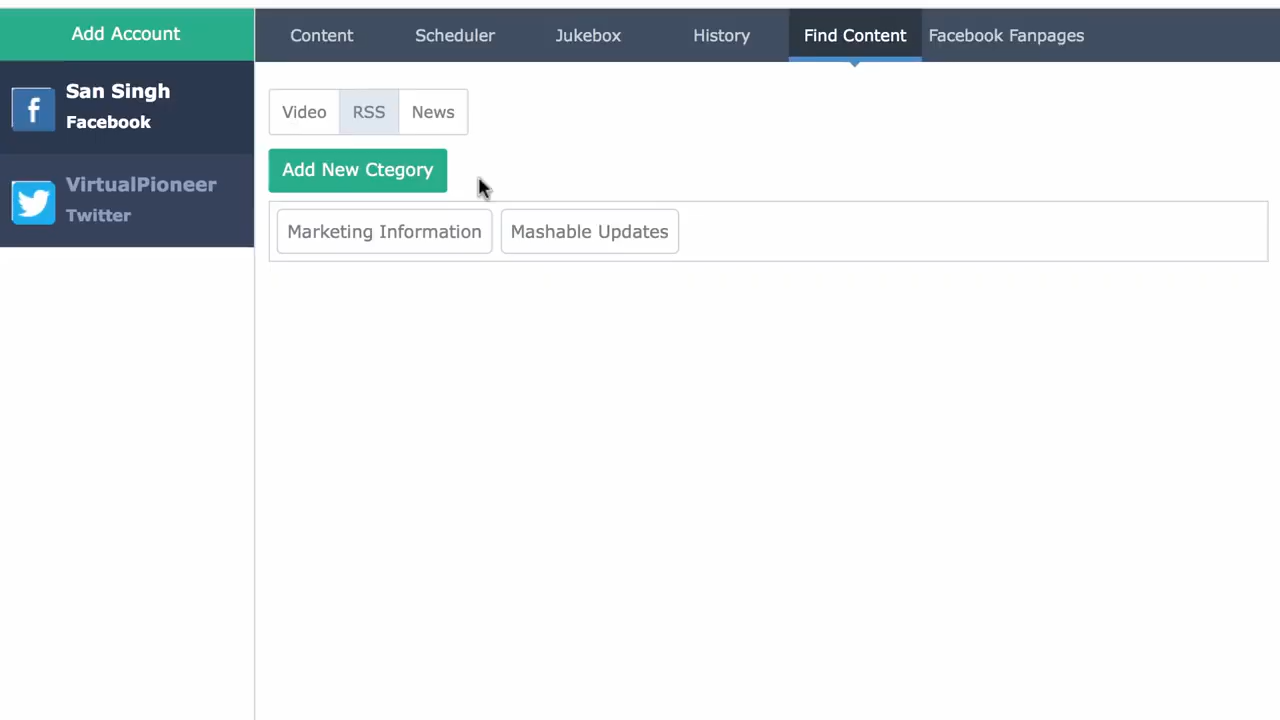 Add Account
Content Scheduler Jukebox History Find Content Facebook Fanpages
San Singh
Facebook
VirtualPioneer
Twitter
Video RSS News
Add New Ctegory
Marketing Information Mashable Updates